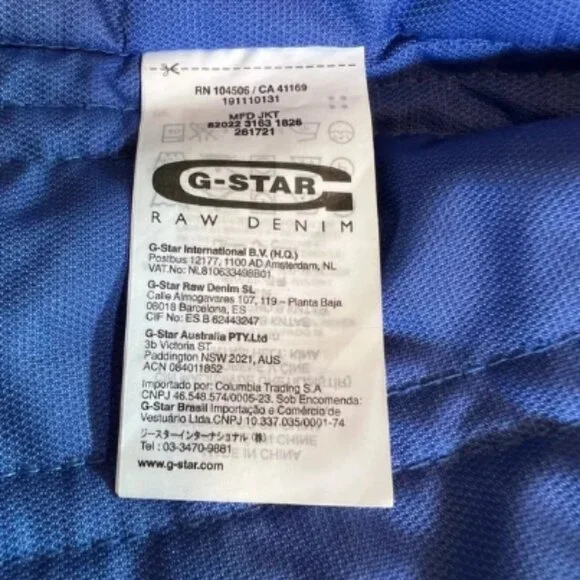 RN 104506 / CA 41169
191110131
MFD JKT
62022 3163 1826
261721
G-STAR
RAW DENIM
G-Star International B.V. (H.Q.)
Postbus 12177, 1100 AD Amsterdam, NL
VAT.No: NL810633498B01
G-Star Raw Denim SL
Calle Almogavares 107, 119 – Planta Baja
08018 Barcelona, ES
CIF No: ES B 62443247
G-Star Australia PTY.Ltd
3b Victoria ST
Paddington NSW 2021, AUS
ACN 084011852
Importado por: Columbia Trading S.A
CNPJ 46.548.574/0005-23. Sob Encomenda:
G-Star Brasil Importação e Comércio de
Vestuário Ltda.CNPJ 10.337.035/0001-74
ジースターインターナショナル (株)
Tel : 03-3470-9881
www.g-star.com
MADE IN CHINA